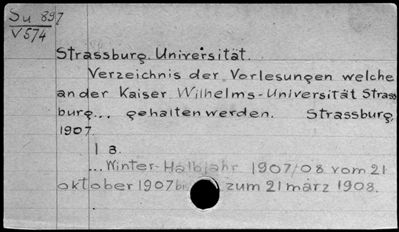 Su 897
V574
Strassburg. Universität.
Verzeichnis der Vorlesungen welche
an der Kaiser Wilhelms-Universität Strass
burg... gehalten werden. Strassburg,
1907.
1 B.
...Winter-Halbjahr 1907/08 vom 21
oktober 1907 bis zum 21 märz 1908.